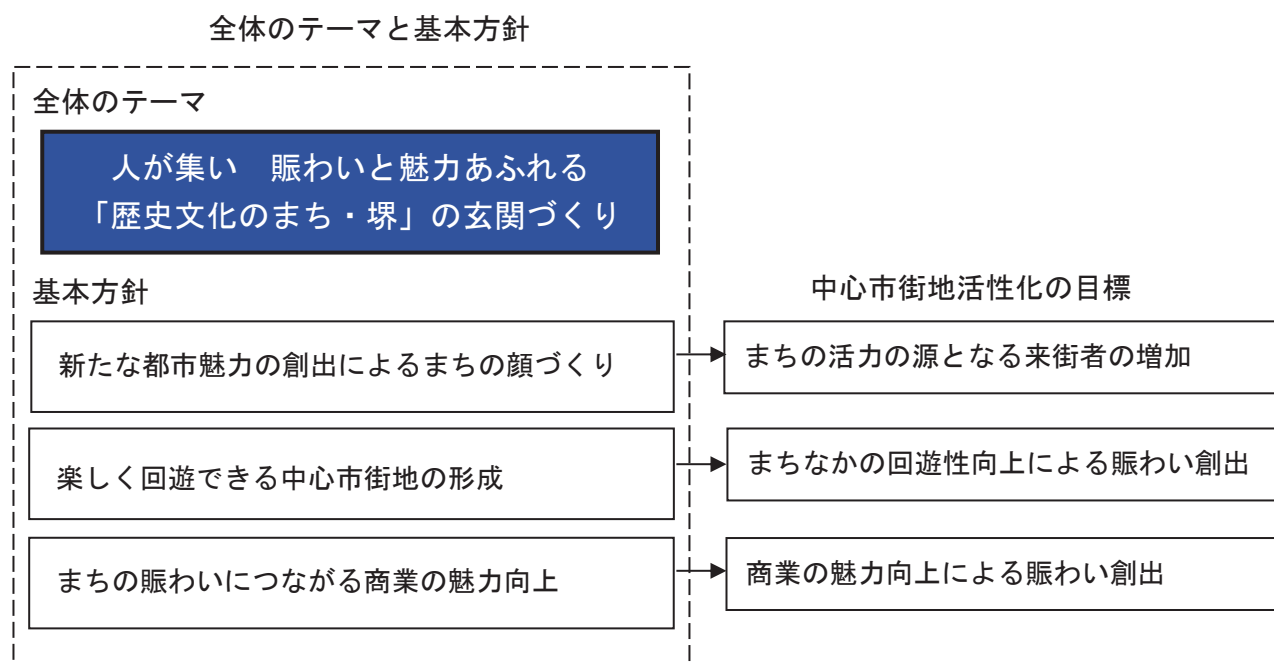 全体のテーマと基本方針
全体のテーマ
人が集い　賑わいと魅力あふれる
「歴史文化のまち・堺」の玄関づくり
基本方針
中心市街地活性化の目標
新たな都市魅力の創出によるまちの顔づくり
まちの活力の源となる来街者の増加
楽しく回遊できる中心市街地の形成
まちなかの回遊性向上による賑わい創出
まちの賑わいにつながる商業の魅力向上
商業の魅力向上による賑わい創出